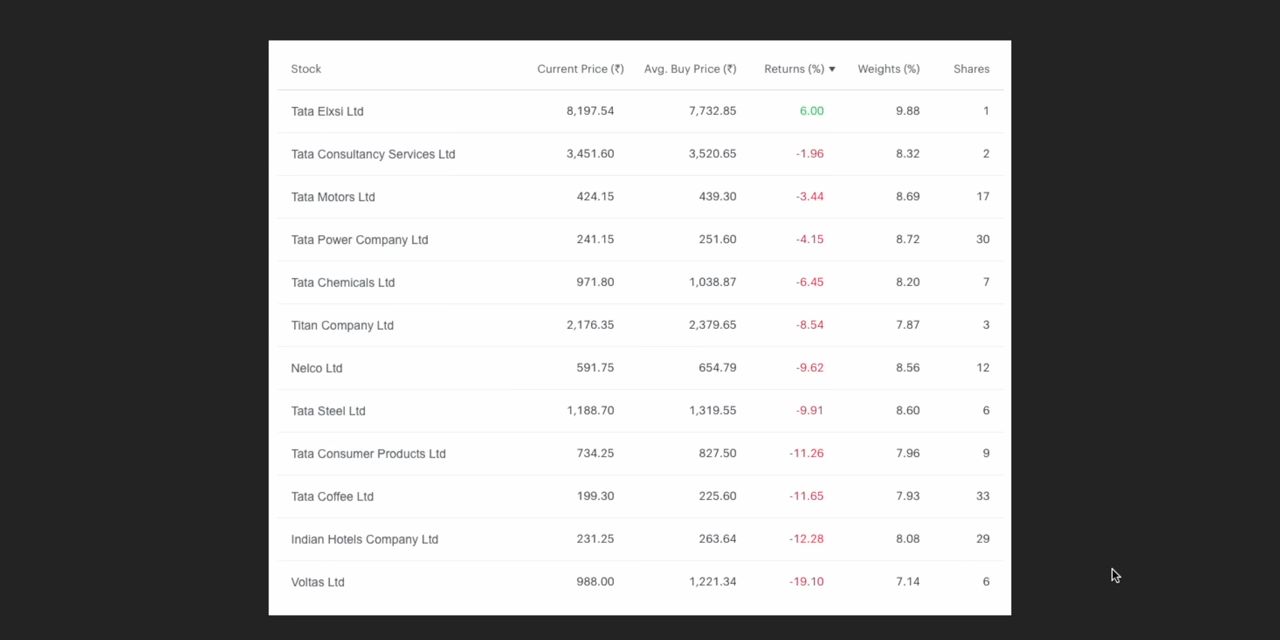 Stock Current Price (₹) Avg. Buy Price (₹) Returns (%) ▼ Weights (%) Shares
Tata Elxsi Ltd 8,197.54 7,732.85 6.00 9.88 1
Tata Consultancy Services Ltd 3,451.60 3,520.65 -1.96 8.32 2
Tata Motors Ltd 424.15 439.30 -3.44 8.69 17
Tata Power Company Ltd 241.15 251.60 -4.15 8.72 30
Tata Chemicals Ltd 971.80 1,038.87 -6.45 8.20 7
Titan Company Ltd 2,176.35 2,379.65 -8.54 7.87 3
Nelco Ltd 591.75 654.79 -9.62 8.56 12
Tata Steel Ltd 1,188.70 1,319.55 -9.91 8.60 6
Tata Consumer Products Ltd 734.25 827.50 -11.26 7.96 9
Tata Coffee Ltd 199.30 225.60 -11.65 7.93 33
Indian Hotels Company Ltd 231.25 263.64 -12.28 8.08 29
Voltas Ltd 988.00 1,221.34 -19.10 7.14 6